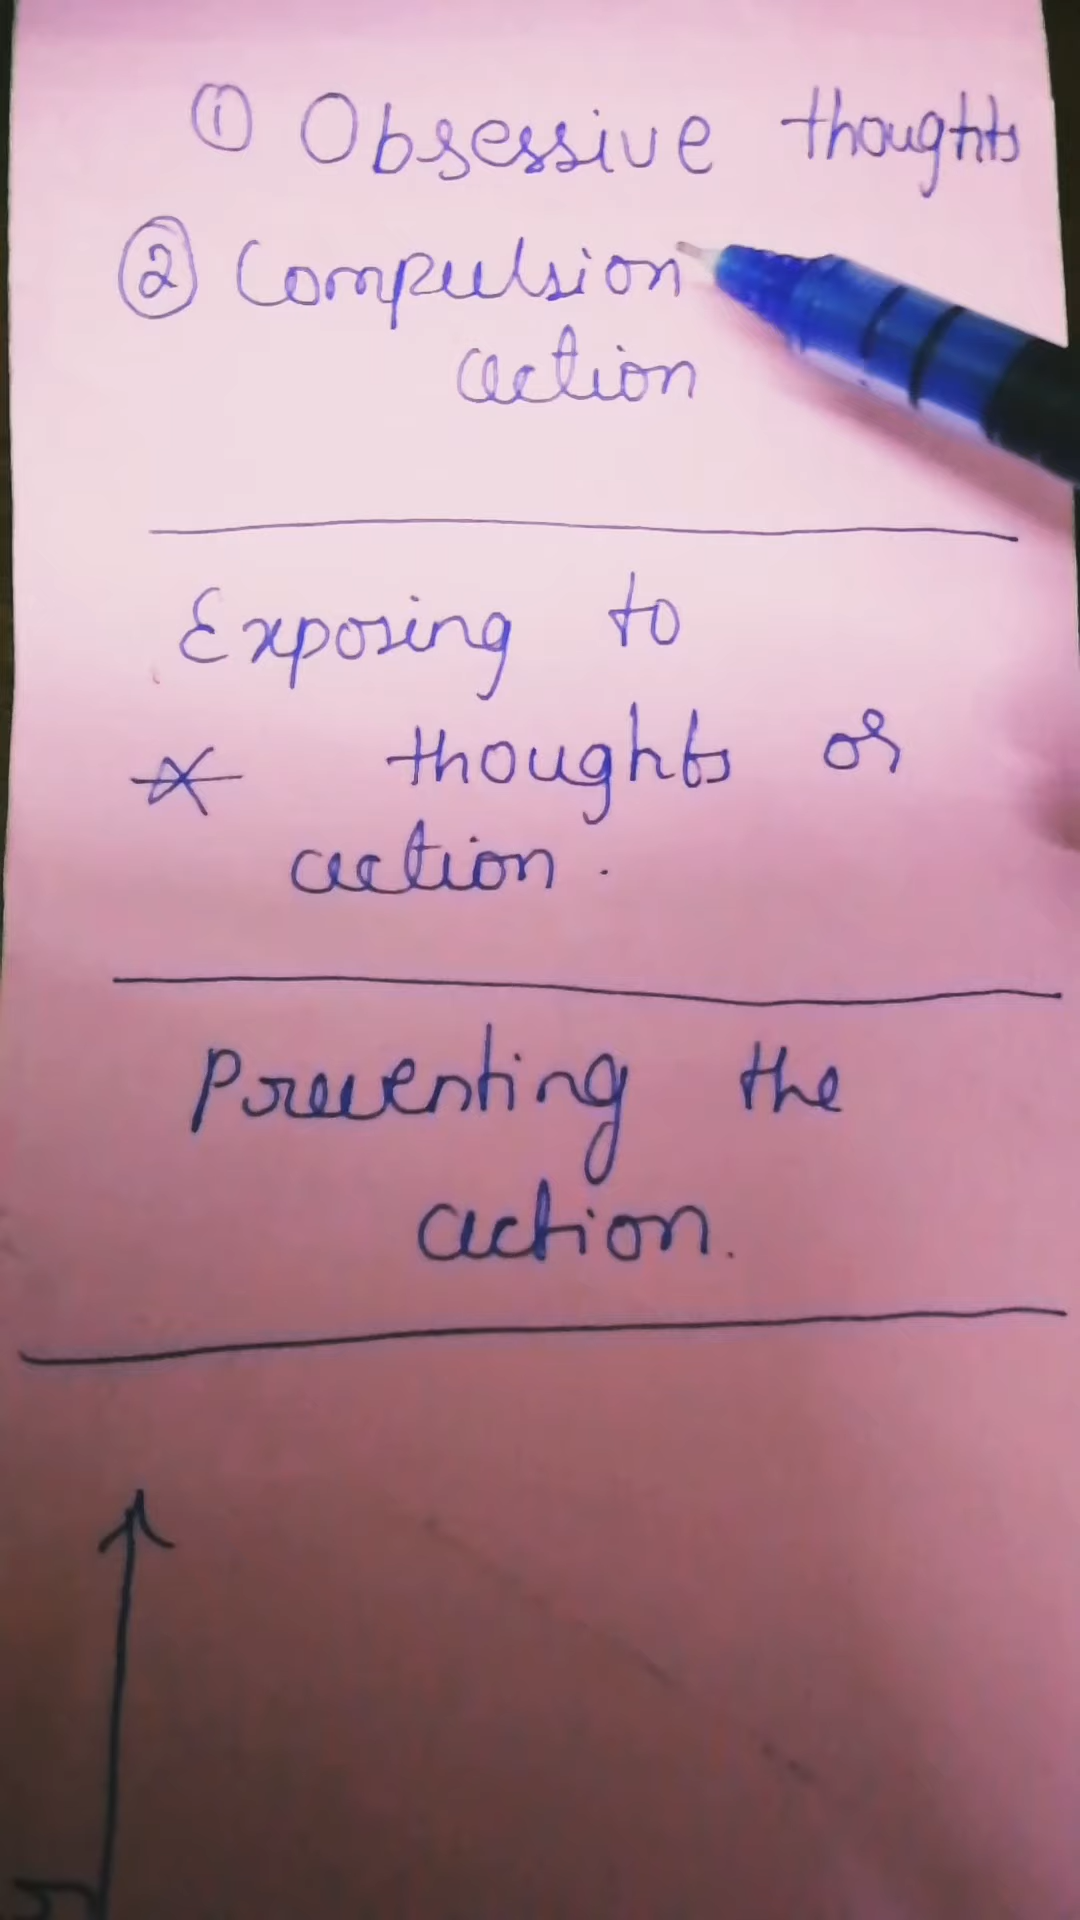 ① Obsessive thoughts
② Compulsion
action
Exposing to
* thoughts or
action.
Preventing the
action.